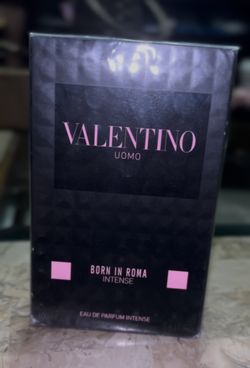 VALENTINO
UOMO
BORN IN ROMA
INTENSE
EAU DE PARFUM INTENSE